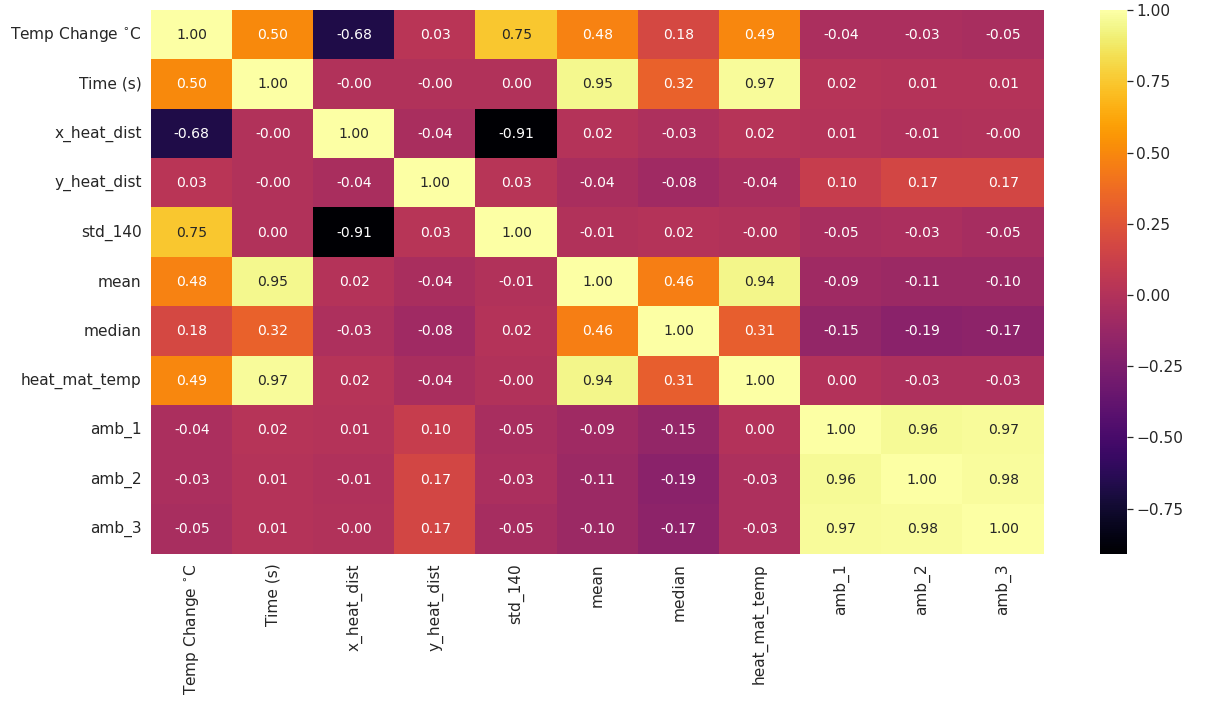 Temp Change °C 1.00 0.50 -0.68 0.03 0.75 0.48 0.18 0.49 -0.04 -0.03 -0.05
Time (s) 0.50 1.00 -0.00 -0.00 0.00 0.95 0.32 0.97 0.02 0.01 0.01
x_heat_dist -0.68 -0.00 1.00 -0.04 -0.91 0.02 -0.03 0.02 0.01 -0.01 -0.00
y_heat_dist 0.03 -0.00 -0.04 1.00 0.03 -0.04 -0.08 -0.04 0.10 0.17 0.17
std_140 0.75 0.00 -0.91 0.03 1.00 -0.01 0.02 -0.00 -0.05 -0.03 -0.05
mean 0.48 0.95 0.02 -0.04 -0.01 1.00 0.46 0.94 -0.09 -0.11 -0.10
median 0.18 0.32 -0.03 -0.08 0.02 0.46 1.00 0.31 -0.15 -0.19 -0.17
heat_mat_temp 0.49 0.97 0.02 -0.04 -0.00 0.94 0.31 1.00 0.00 -0.03 -0.03
amb_1 -0.04 0.02 0.01 0.10 -0.05 -0.09 -0.15 0.00 1.00 0.96 0.97
amb_2 -0.03 0.01 -0.01 0.17 -0.03 -0.11 -0.19 -0.03 0.96 1.00 0.98
amb_3 -0.05 0.01 -0.00 0.17 -0.05 -0.10 -0.17 -0.03 0.97 0.98 1.00
Temp Change °C
Time (s)
x_heat_dist
y_heat_dist
std_140
mean
median
heat_mat_temp
amb_1
amb_2
amb_3
1.00
0.75
0.50
0.25
0.00
−0.25
−0.50
−0.75